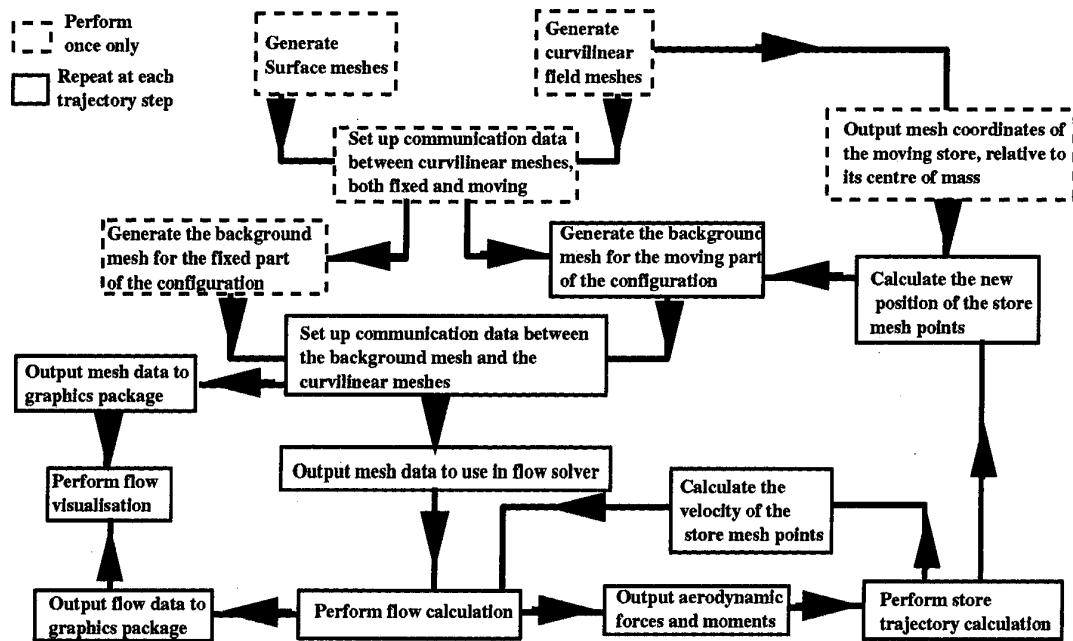 Perform
once only
Repeat at each
trajectory step
Generate
Surface meshes
Generate
curvilinear
field meshes
Set up communication data
between curvilinear meshes,
both fixed and moving
Output mesh coordinates of
the moving store, relative to
its centre of mass
Generate the background
mesh for the fixed part
of the configuration
Generate the background
mesh for the moving part
of the configuration
Calculate the new
position of the store
mesh points
Set up communication data between
the background mesh and the
curvilinear meshes
Output mesh data to
graphics package
Output mesh data to use in flow solver
Perform flow
visualisation
Calculate the
velocity of the
store mesh points
Output flow data to
graphics package
Perform flow calculation
Output aerodynamic
forces and moments
Perform store
trajectory calculation